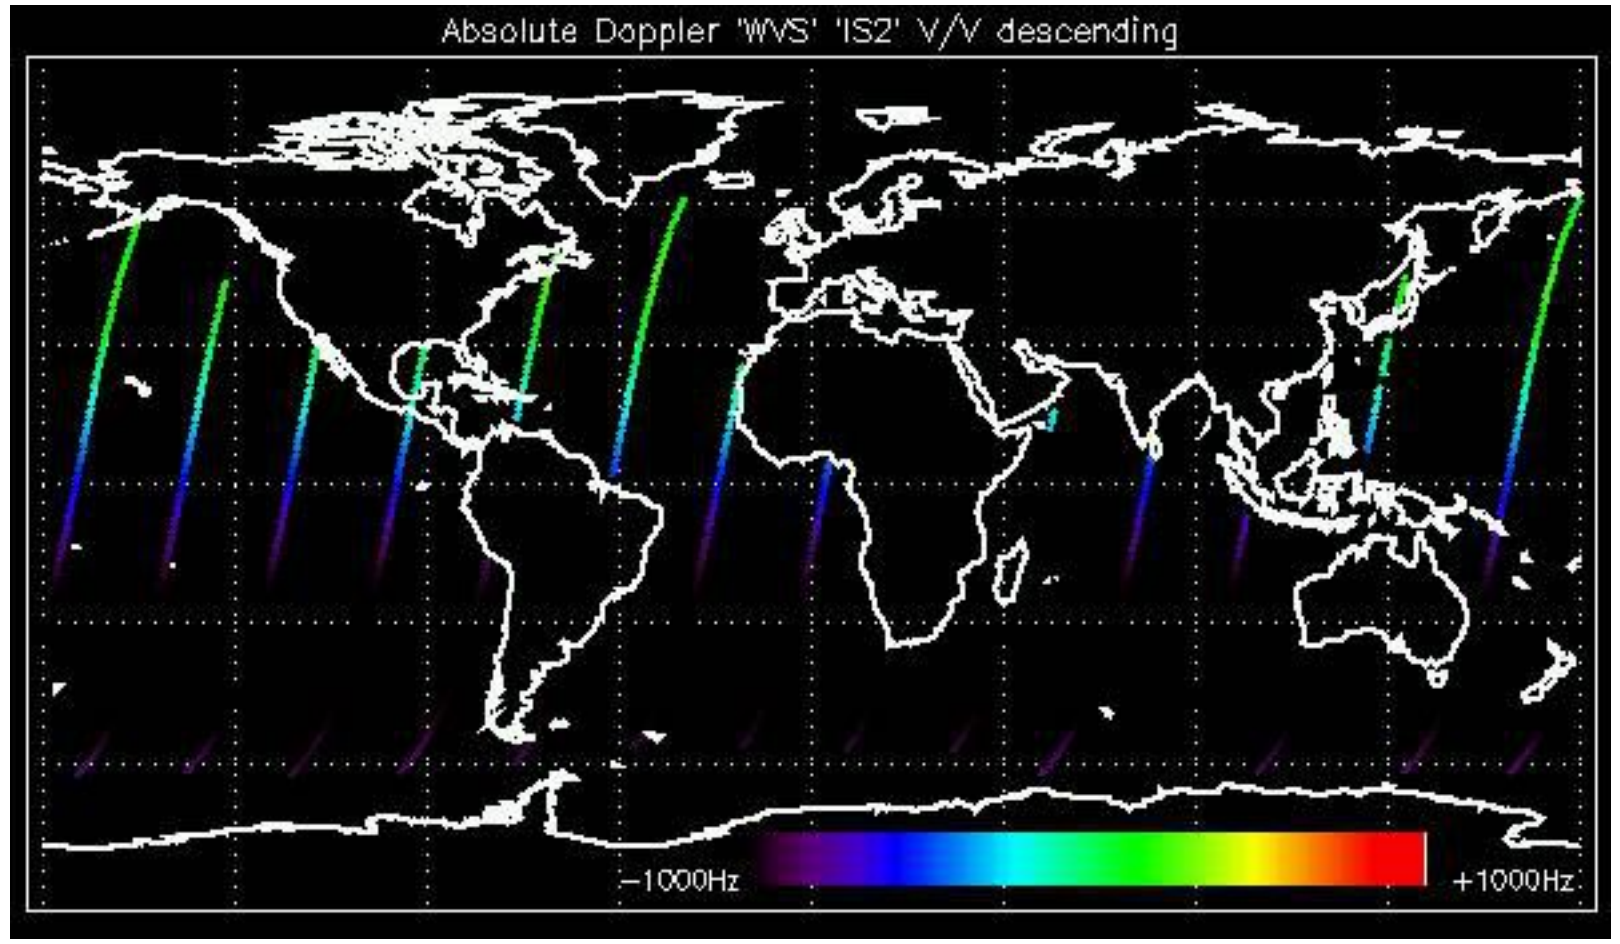 Absolute Doppler 'WVS' 'IS2' V/V descending
−1000Hz
+1000Hz